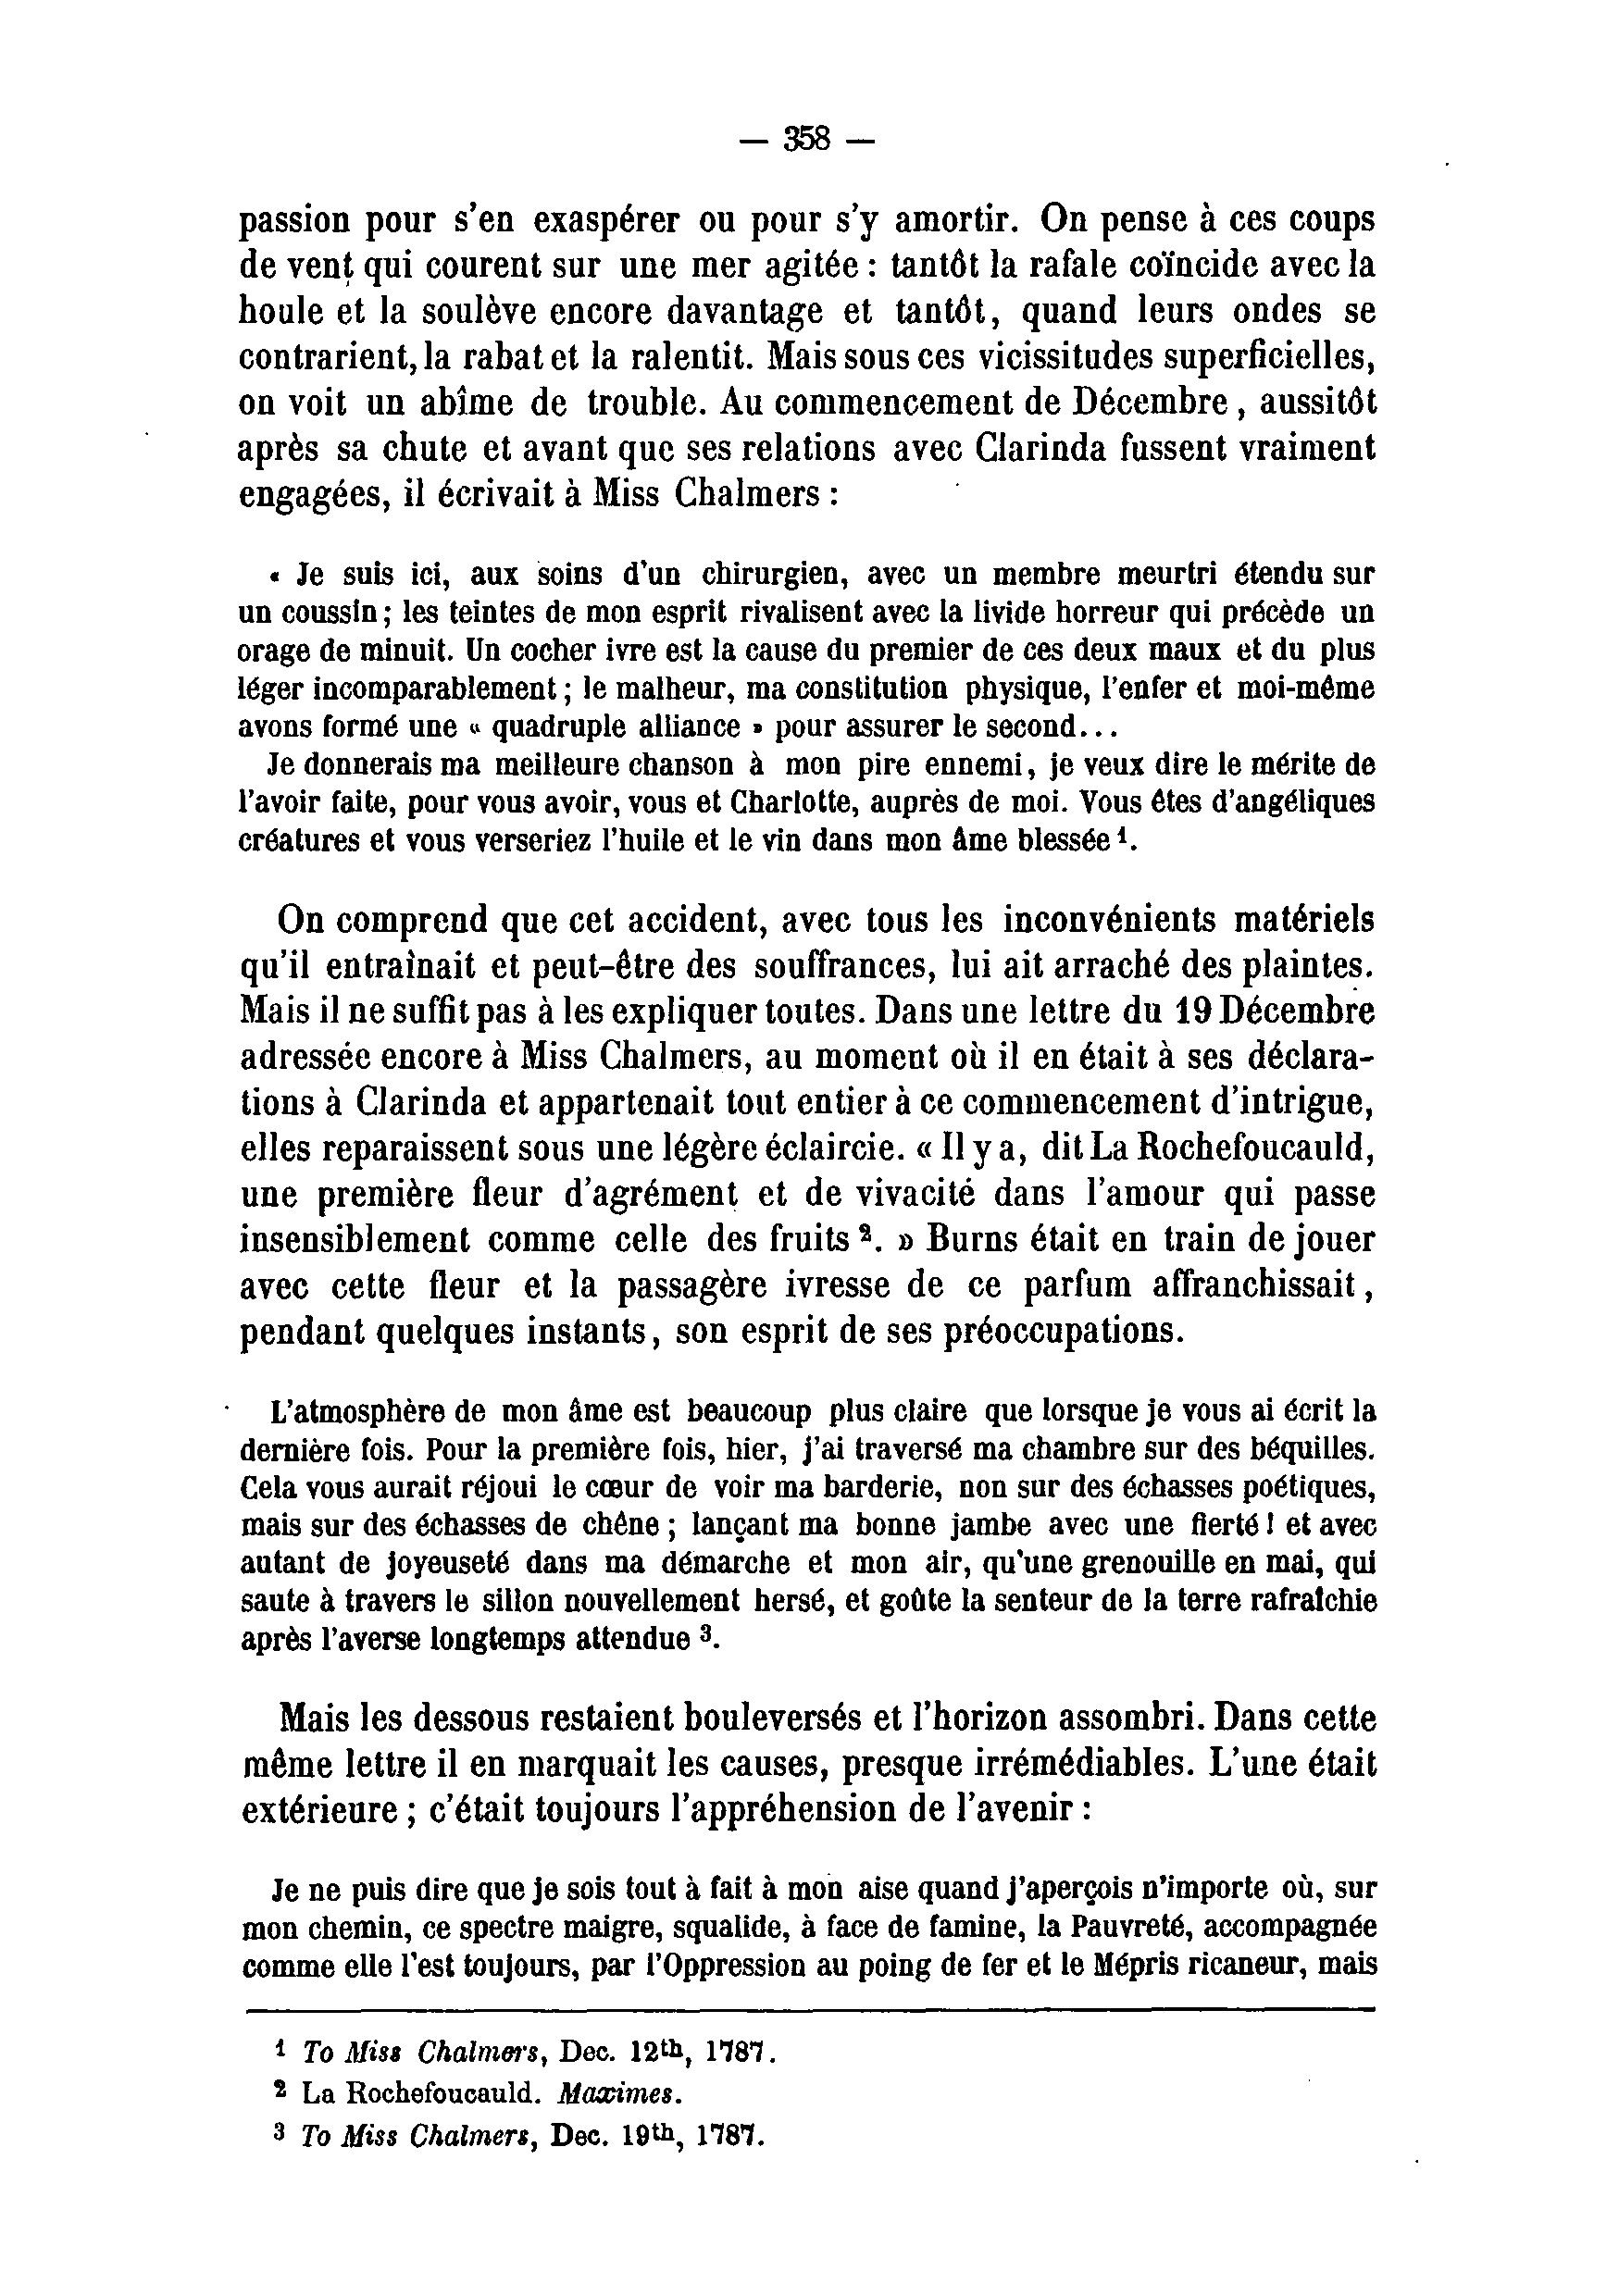 — 358 —
passion pour s'en exaspérer ou pour s'y amortir. On pense à ces coups
de vent qui courent sur une mer agitée : tantôt la rafale coïncide avec la
houle et la soulève encore davantage et tantôt, quand leurs ondes se
contrarient, la rabat et la ralentit. Mais sous ces vicissitudes superficielles,
on voit un abîme de trouble. Au commencement de Décembre, aussitôt
après sa chute et avant que ses relations avec Clarinda fussent vraiment
engagées, il écrivait à Miss Chalmers :
« Je suis ici, aux soins d'un chirurgien, avec un membre meurtri étendu sur
un coussin ; les teintes de mon esprit rivalisent avec la livide horreur qui précède un
orage de minuit. Un cocher ivre est la cause du premier de ces deux maux et du plus
léger incomparablement ; le malheur, ma constitution physique, l'enfer et moi-même
avons formé une « quadruple alliance » pour assurer le second...
Je donnerais ma meilleure chanson à mon pire ennemi, je veux dire le mérite de
l'avoir faite, pour vous avoir, vous et Charlotte, auprès de moi. Vous êtes d'angéliques
créatures et vous verseriez l'huile et le vin dans mon âme blessée ¹.
On comprend que cet accident, avec tous les inconvénients matériels
qu'il entraînait et peut-être des souffrances, lui ait arraché des plaintes.
Mais il ne suffit pas à les expliquer toutes. Dans une lettre du 19 Décembre
adressée encore à Miss Chalmers, au moment où il en était à ses déclara-
tions à Clarinda et appartenait tout entier à ce commencement d'intrigue,
elles reparaissent sous une légère éclaircie. « Il y a, dit La Rochefoucauld,
une première fleur d'agrément et de vivacité dans l'amour qui passe
insensiblement comme celle des fruits ². » Burns était en train de jouer
avec cette fleur et la passagère ivresse de ce parfum affranchissait,
pendant quelques instants, son esprit de ses préoccupations.
L'atmosphère de mon âme est beaucoup plus claire que lorsque je vous ai écrit la
dernière fois. Pour la première fois, hier, j'ai traversé ma chambre sur des béquilles.
Cela vous aurait réjoui le cœur de voir ma barderie, non sur des échasses poétiques,
mais sur des échasses de chêne ; lançant ma bonne jambe avec une fierté ! et avec
autant de joyeuseté dans ma démarche et mon air, qu'une grenouille en mai, qui
saute à travers le sillon nouvellement hersé, et goûte la senteur de la terre rafraîchie
après l'averse longtemps attendue ³.
Mais les dessous restaient bouleversés et l'horizon assombri. Dans cette
même lettre il en marquait les causes, presque irrémédiables. L'une était
extérieure ; c'était toujours l'appréhension de l'avenir :
Je ne puis dire que je sois tout à fait à mon aise quand j'aperçois n'importe où, sur
mon chemin, ce spectre maigre, squalide, à face de famine, la Pauvreté, accompagnée
comme elle l'est toujours, par l'Oppression au poing de fer et le Mépris ricaneur, mais
¹ To Miss Chalmers, Dec. 12th, 1787.
² La Rochefoucauld. Maximes.
³ To Miss Chalmers, Dec. 19th, 1787.